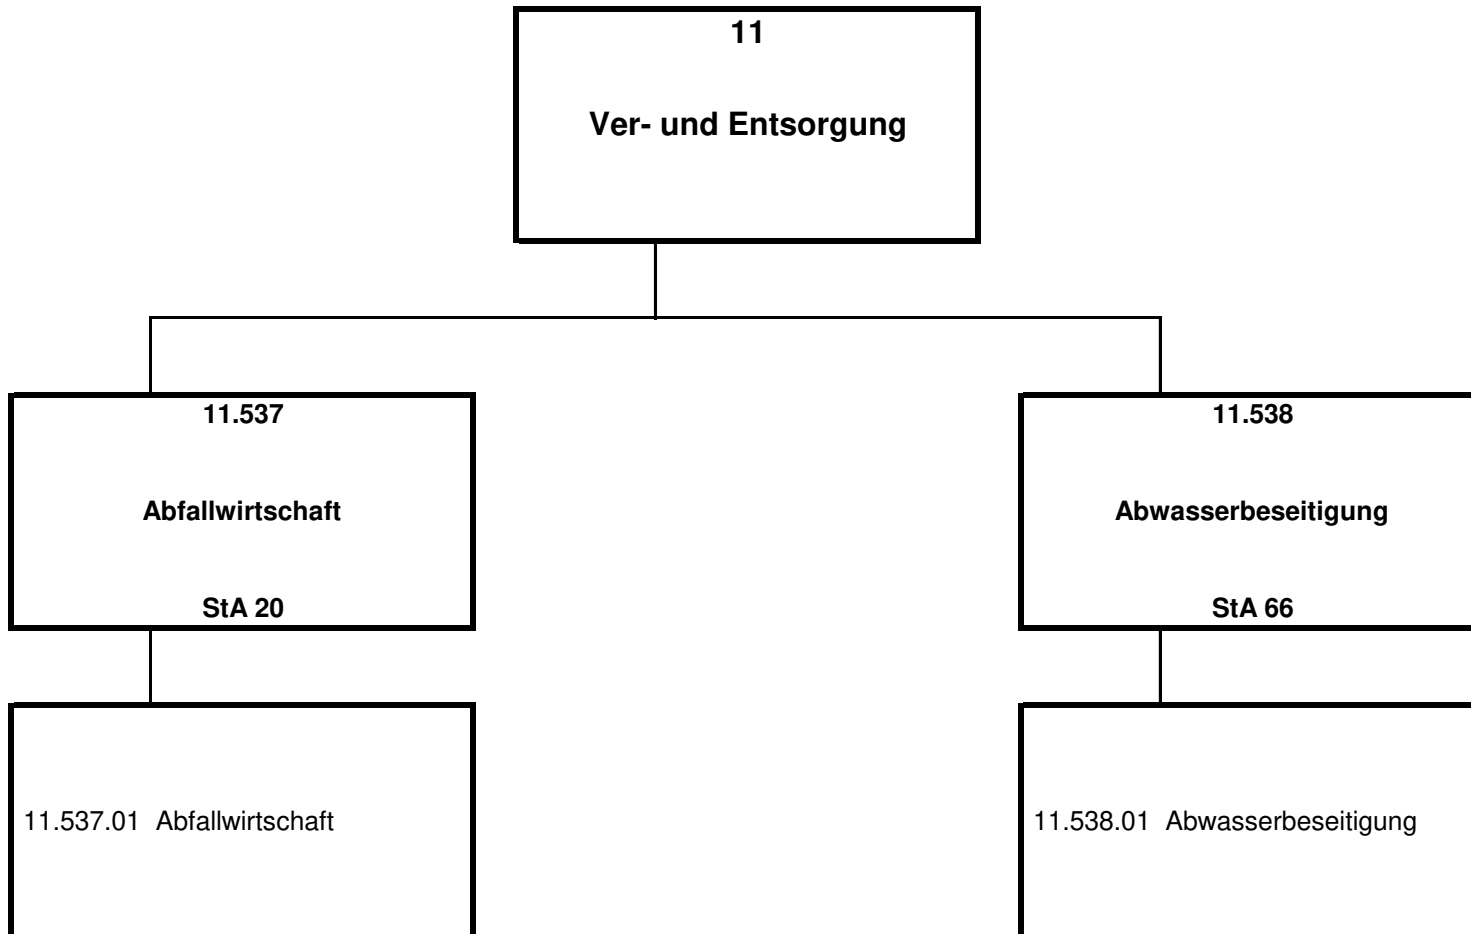 11
Ver- und Entsorgung
11.537
Abfallwirtschaft
StA 20
11.538
Abwasserbeseitigung
StA 66
11.537.01 Abfallwirtschaft
11.538.01 Abwasserbeseitigung